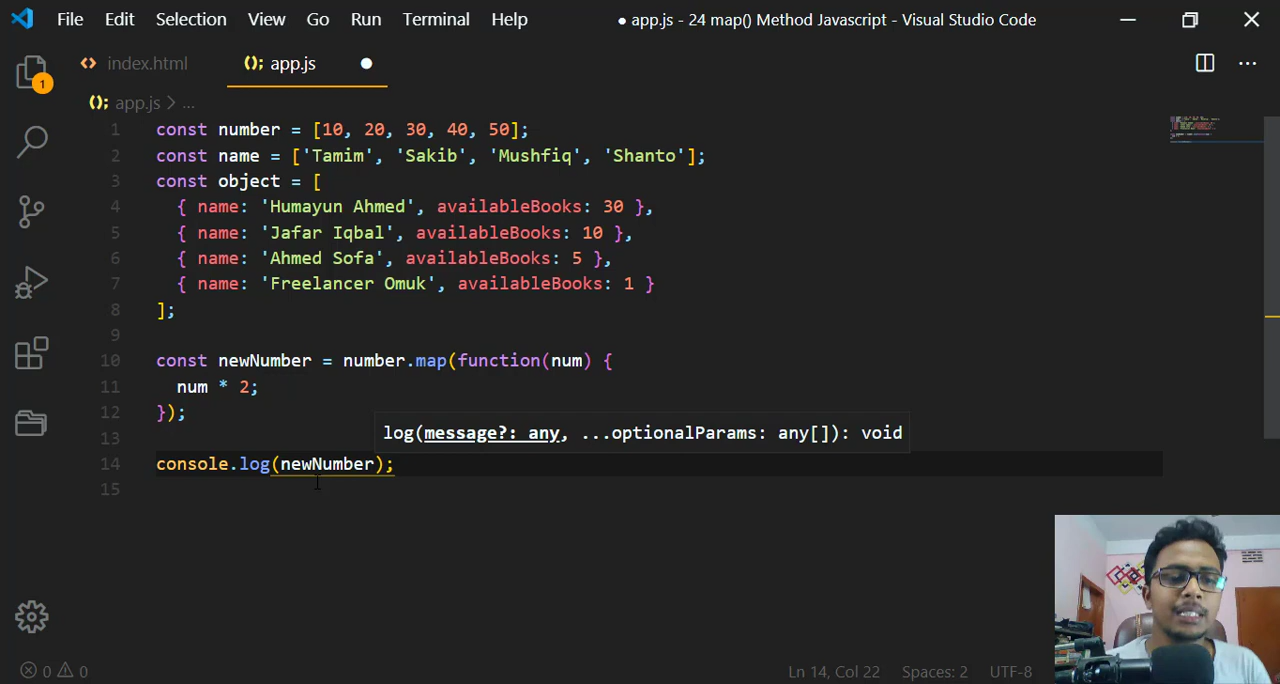 File Edit Selection View Go Run Terminal Help ● app.js - 24 map() Method Javascript - Visual Studio Code
index.html app.js
1
app.js > ...
1 const number = [10, 20, 30, 40, 50];
2 const name = ['Tamim', 'Sakib', 'Mushfiq', 'Shanto'];
3 const object = [
4 { name: 'Humayun Ahmed', availableBooks: 30 },
5 { name: 'Jafar Iqbal', availableBooks: 10 },
6 { name: 'Ahmed Sofa', availableBooks: 5 },
7 { name: 'Freelancer Omuk', availableBooks: 1 }
8 ];
9
10 const newNumber = number.map(function(num) {
11 num * 2;
12 });
log(message?: any, ...optionalParams: any[]): void
13
14 console.log(newNumber);
15
0 0 Ln 14, Col 22 Spaces: 2 UTF-8